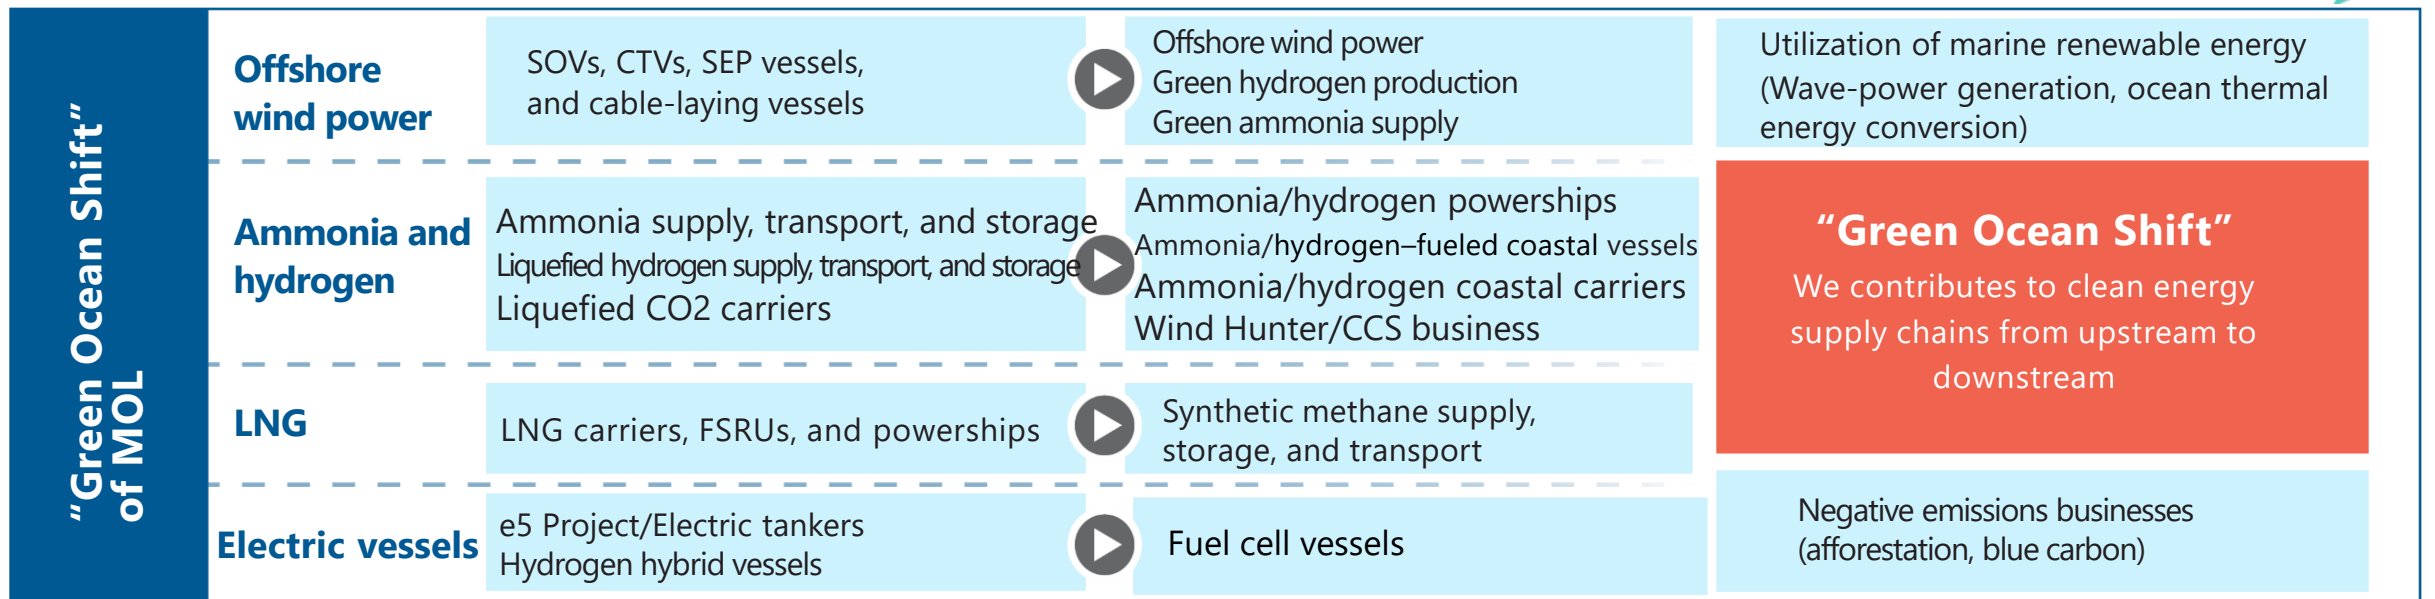 “Green Ocean Shift”
of MOL
Offshore
wind power
SOVs, CTVs, SEP vessels,
and cable-laying vessels
Offshore wind power
Green hydrogen production
Green ammonia supply
Utilization of marine renewable energy
(Wave-power generation, ocean thermal
energy conversion)
Ammonia and
hydrogen
Ammonia supply, transport, and storage
Liquefied hydrogen supply, transport, and storage
Liquefied CO2 carriers
Ammonia/hydrogen powerships
Ammonia/hydrogen–fueled coastal vessels
Ammonia/hydrogen coastal carriers
Wind Hunter/CCS business
“Green Ocean Shift”
We contributes to clean energy
supply chains from upstream to
downstream
LNG
LNG carriers, FSRUs, and powerships
Synthetic methane supply,
storage, and transport
Electric vessels
e5 Project/Electric tankers
Hydrogen hybrid vessels
Fuel cell vessels
Negative emissions businesses
(afforestation, blue carbon)